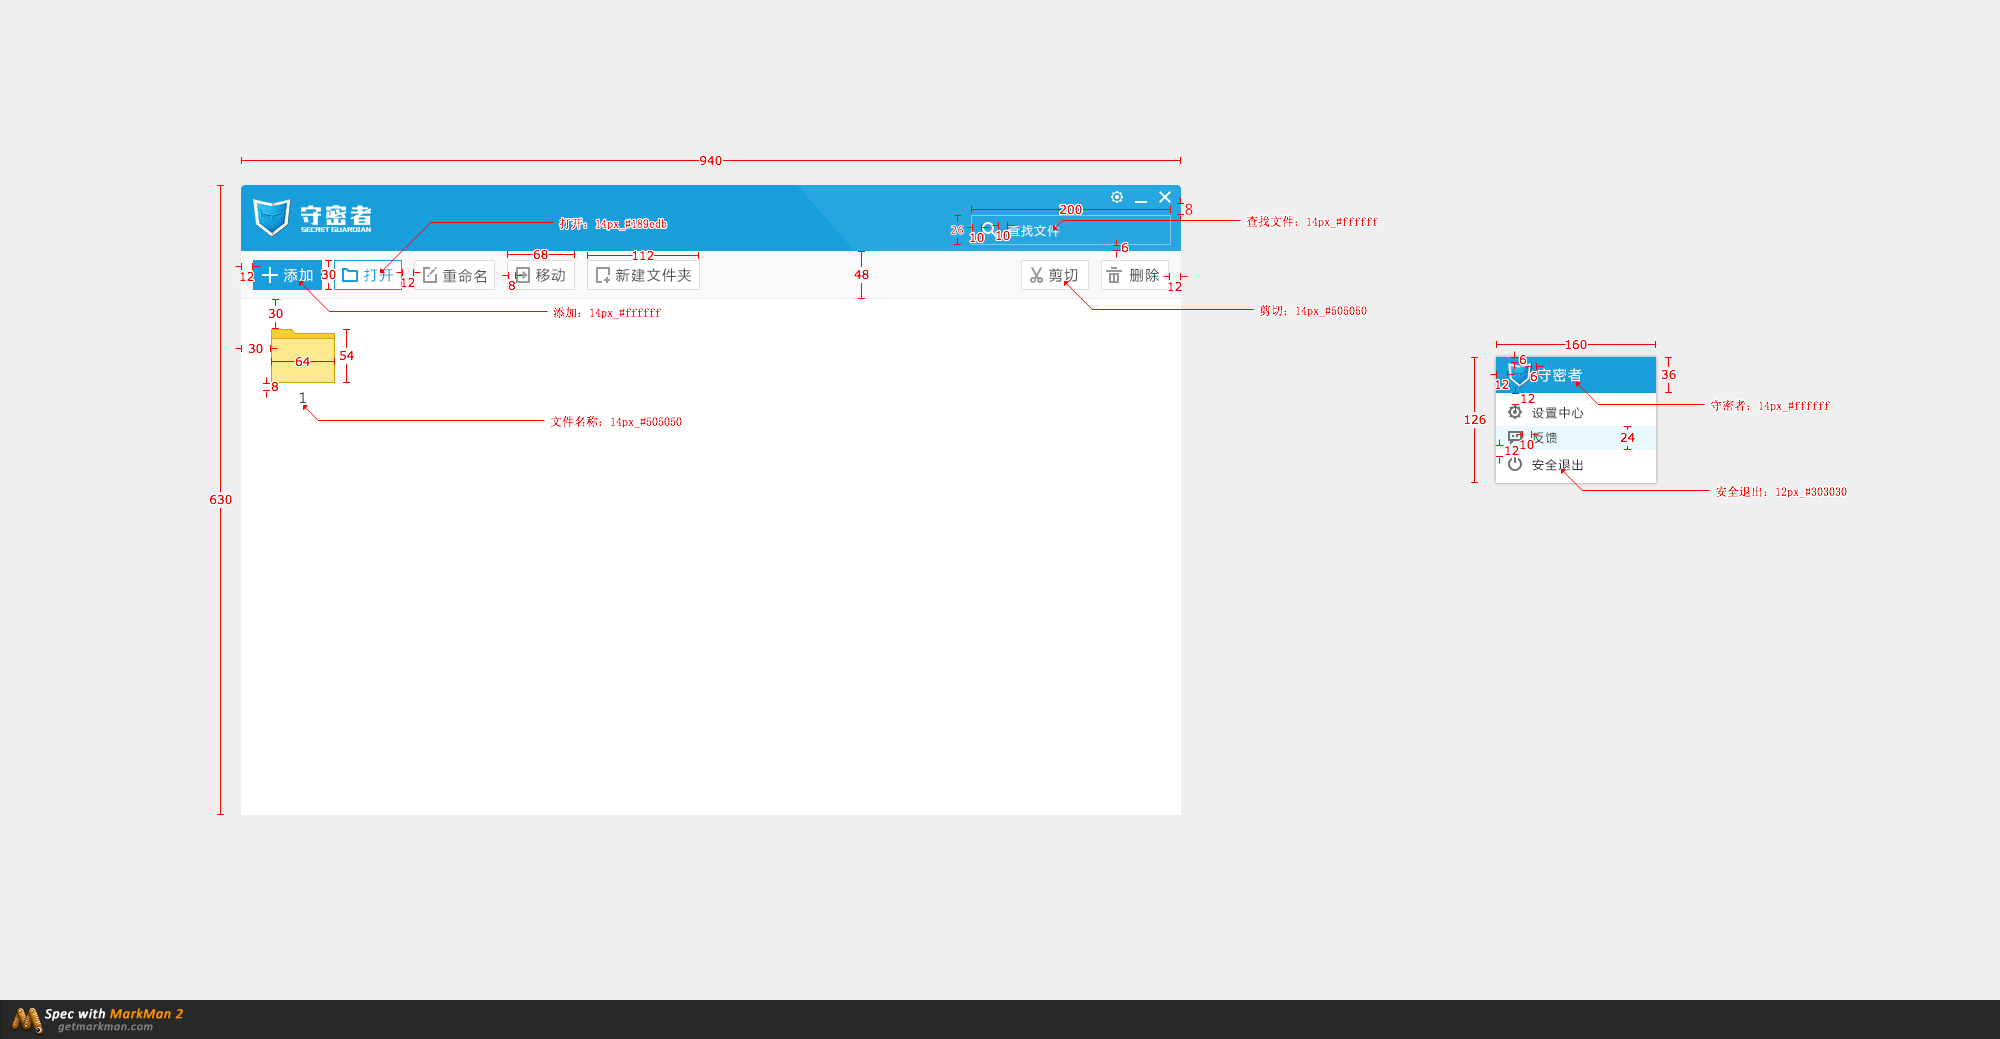 940
守密者
SECRET GUARDIAN
打开: 14px_#189edb
200
8
26
10
10
查找文件
查找文件: 14px_#ffffff
6
12
添加
30
打开
12
重命名
68
8
移动
112
新建文件夹
48
剪切
删除
12
30
添加: 14px_#ffffff
剪切: 14px_#505050
30
64
54
8
1
文件名称: 14px_#505050
630
160
6
12
6
守密者
36
12
守密者: 14px_#ffffff
126
设置中心
反馈
10
12
24
安全退出
安全退出: 12px_#303030
Spec with MarkMan 2
getmarkman.com